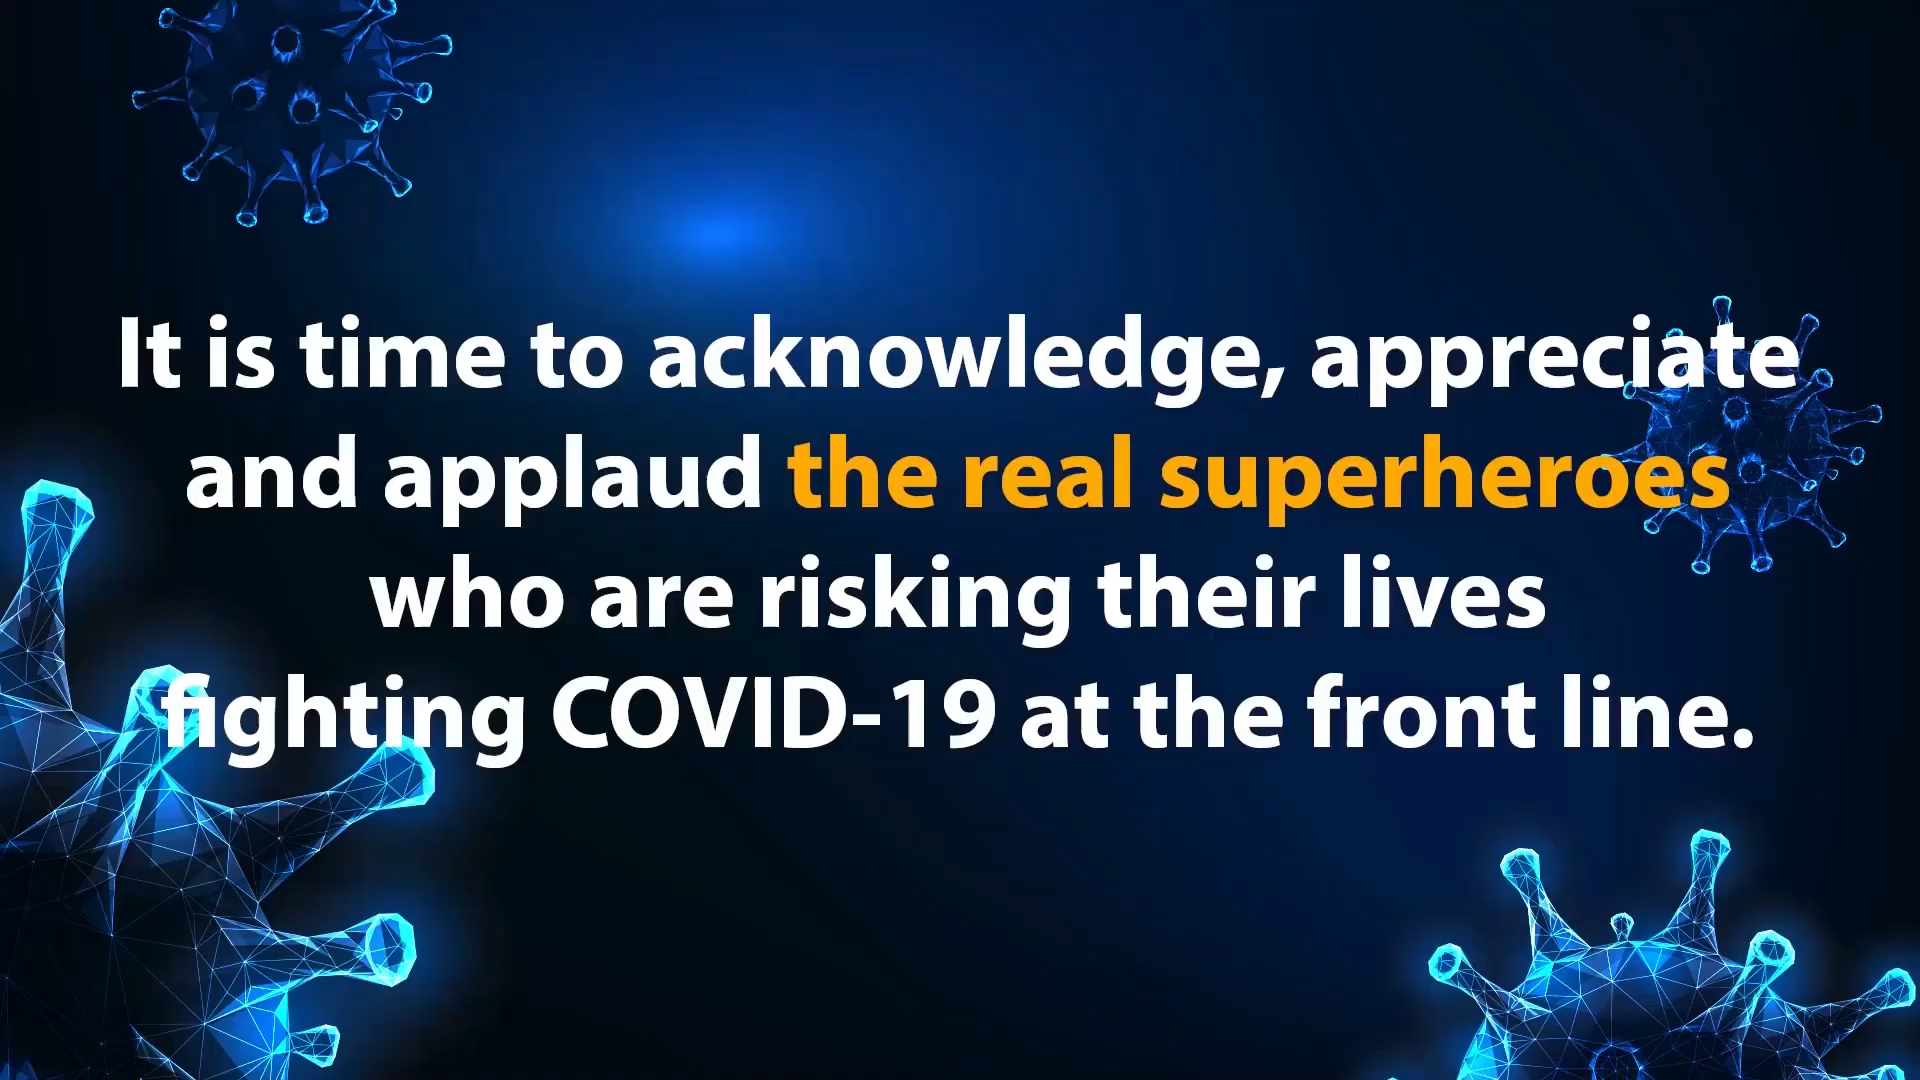 It is time to acknowledge, appreciate
and applaud the real superheroes
who are risking their lives
fighting COVID-19 at the front line.